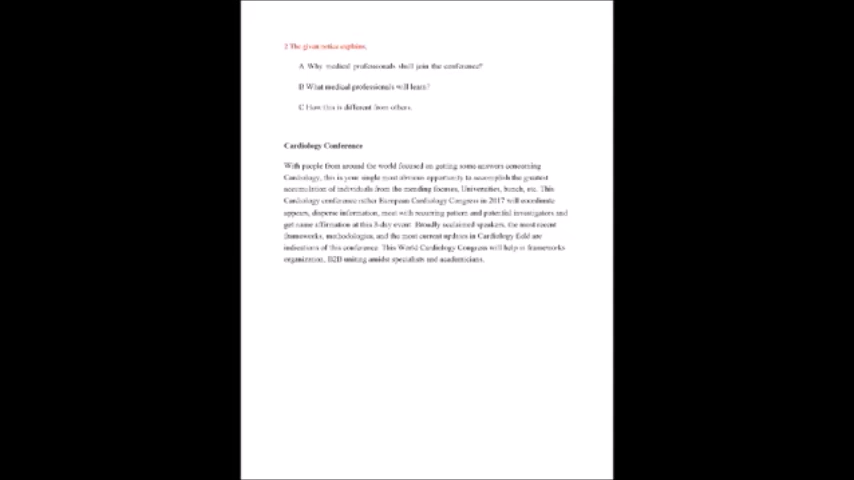 2 The given notice explains;
A Why medical professionals shall join the conference?
B What medical professionals will learn?
C How this is different from others.
Cardiology Conference
With people from around the world focused on getting some answers concerning
Cardiology, this is your single most obvious opportunity to accomplish the greatest
accumulation of individuals from the mending focuses, Universities, bunch, etc. This
Cardiology conference rather European Cardiology Congress in 2017 will coordinate
appears, disperse information, meet with recurring patient and potential investigators and
get name affirmation at this 3-day event. Broadly acclaimed speakers, the most recent
frameworks, methodologies, and the most current updates in Cardiology field are
indications of this conference. This World Cardiology Congress will help in frameworks
organization, B2B uniting amidst specialists and academicians.